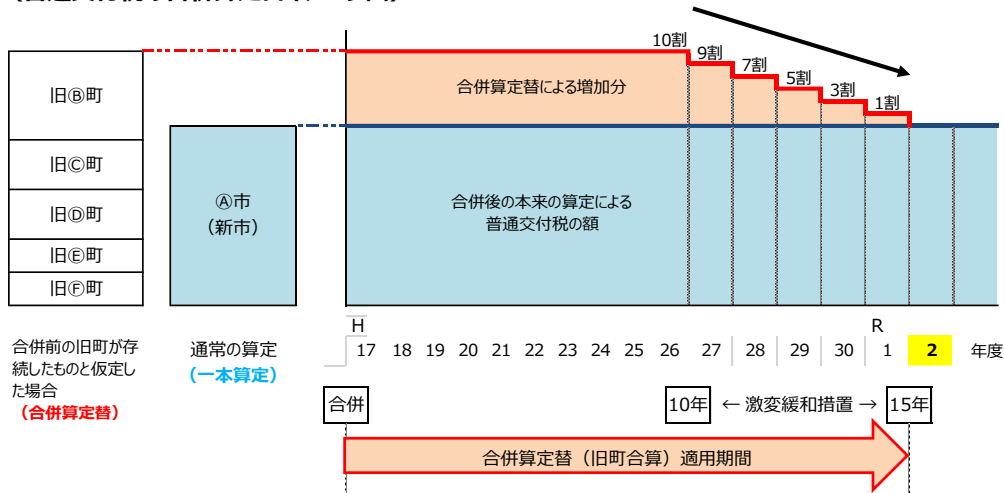 10割
9割
7割
5割
3割
1割
旧Ⓑ町
旧Ⓒ町
旧Ⓓ町
旧Ⓔ町
旧Ⓕ町
Ⓐ市
(新市)
合併算定替による増加分
合併後の本来の算定による
普通交付税の額
合併前の旧町が存
続したものと仮定し
た場合
(合併算定替)
通常の算定
(一本算定)
H R
17 18 19 20 21 22 23 24 25 26 27 28 29 30 1 2 年度
合併 10年 ← 激変緩和措置 → 15年
合併算定替(旧町合算)適用期間